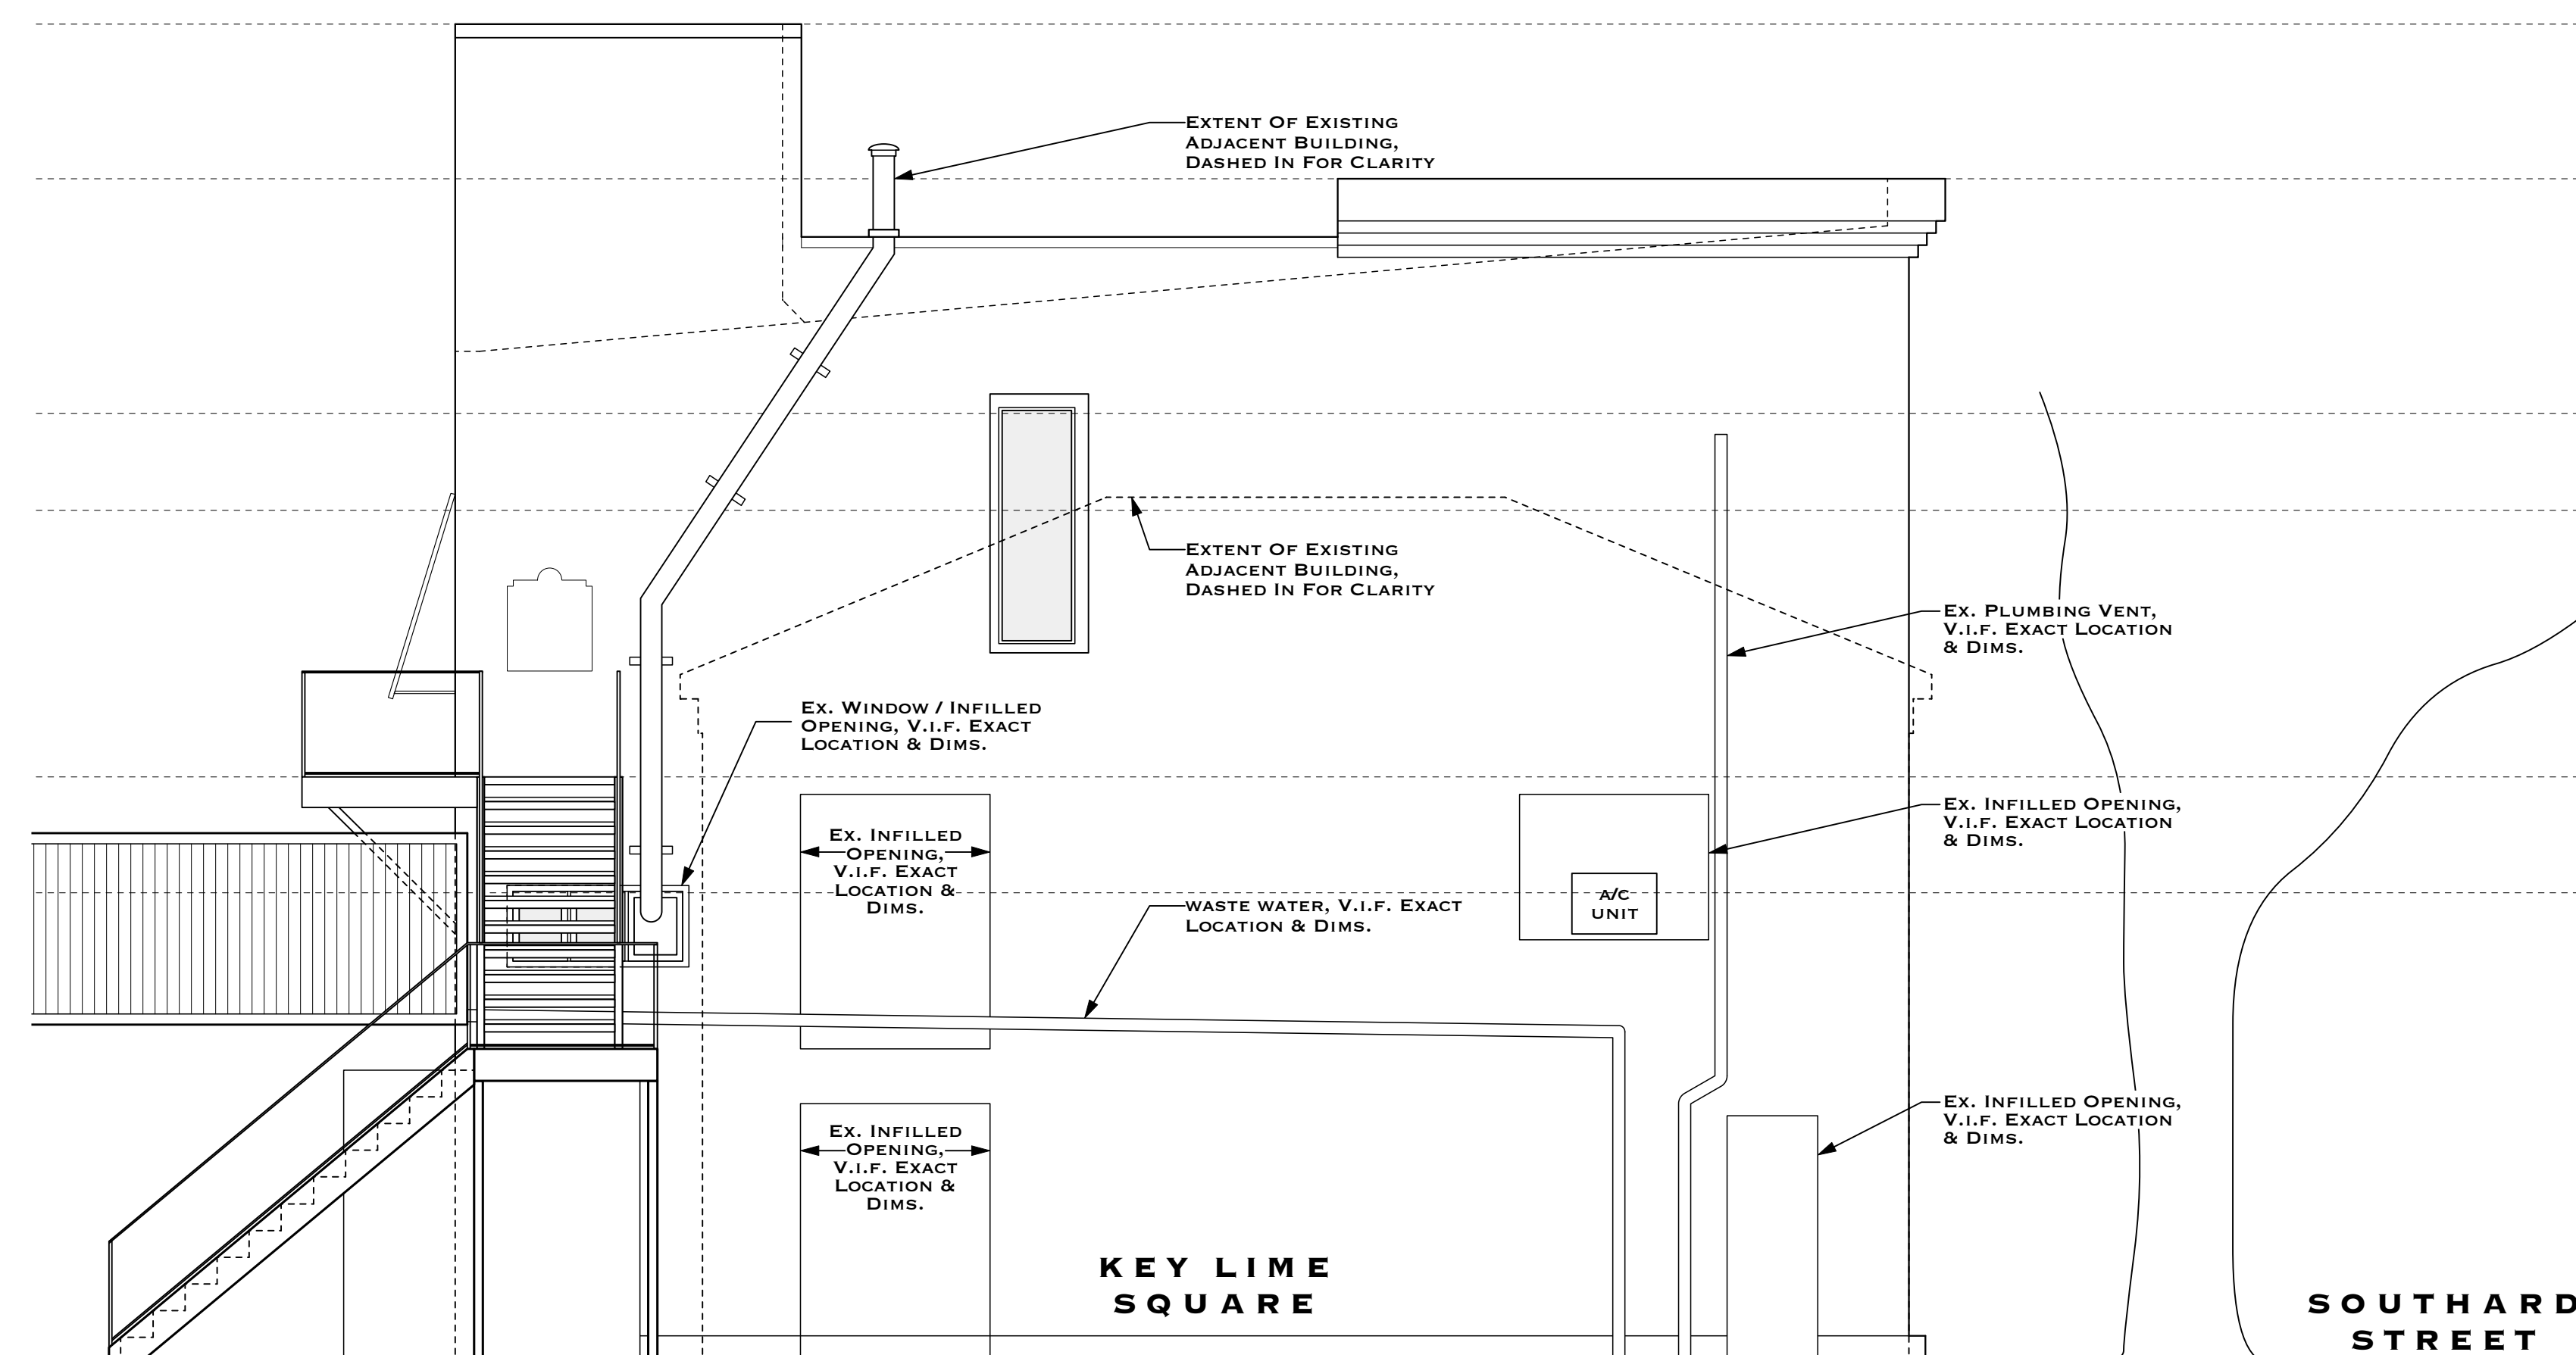 Extent Of Existing
Adjacent Building,
Dashed In For Clarity
Extent Of Existing
Adjacent Building,
Dashed In For Clarity
Ex. Plumbing Vent,
V.I.F. Exact Location
& Dims.
Ex. Window / Infilled
Opening, V.I.F. Exact
Location & Dims.
Ex. Infilled
Opening,
V.I.F. Exact
Location &
Dims.
Ex. Infilled Opening,
V.I.F. Exact Location
& Dims.
A/C
UNIT
WASTE WATER, V.I.F. Exact
Location & Dims.
Ex. Infilled
Opening,
V.I.F. Exact
Location &
Dims.
Ex. Infilled Opening,
V.I.F. Exact Location
& Dims.
KEY LIME
SQUARE
SOUTHARD
STREET